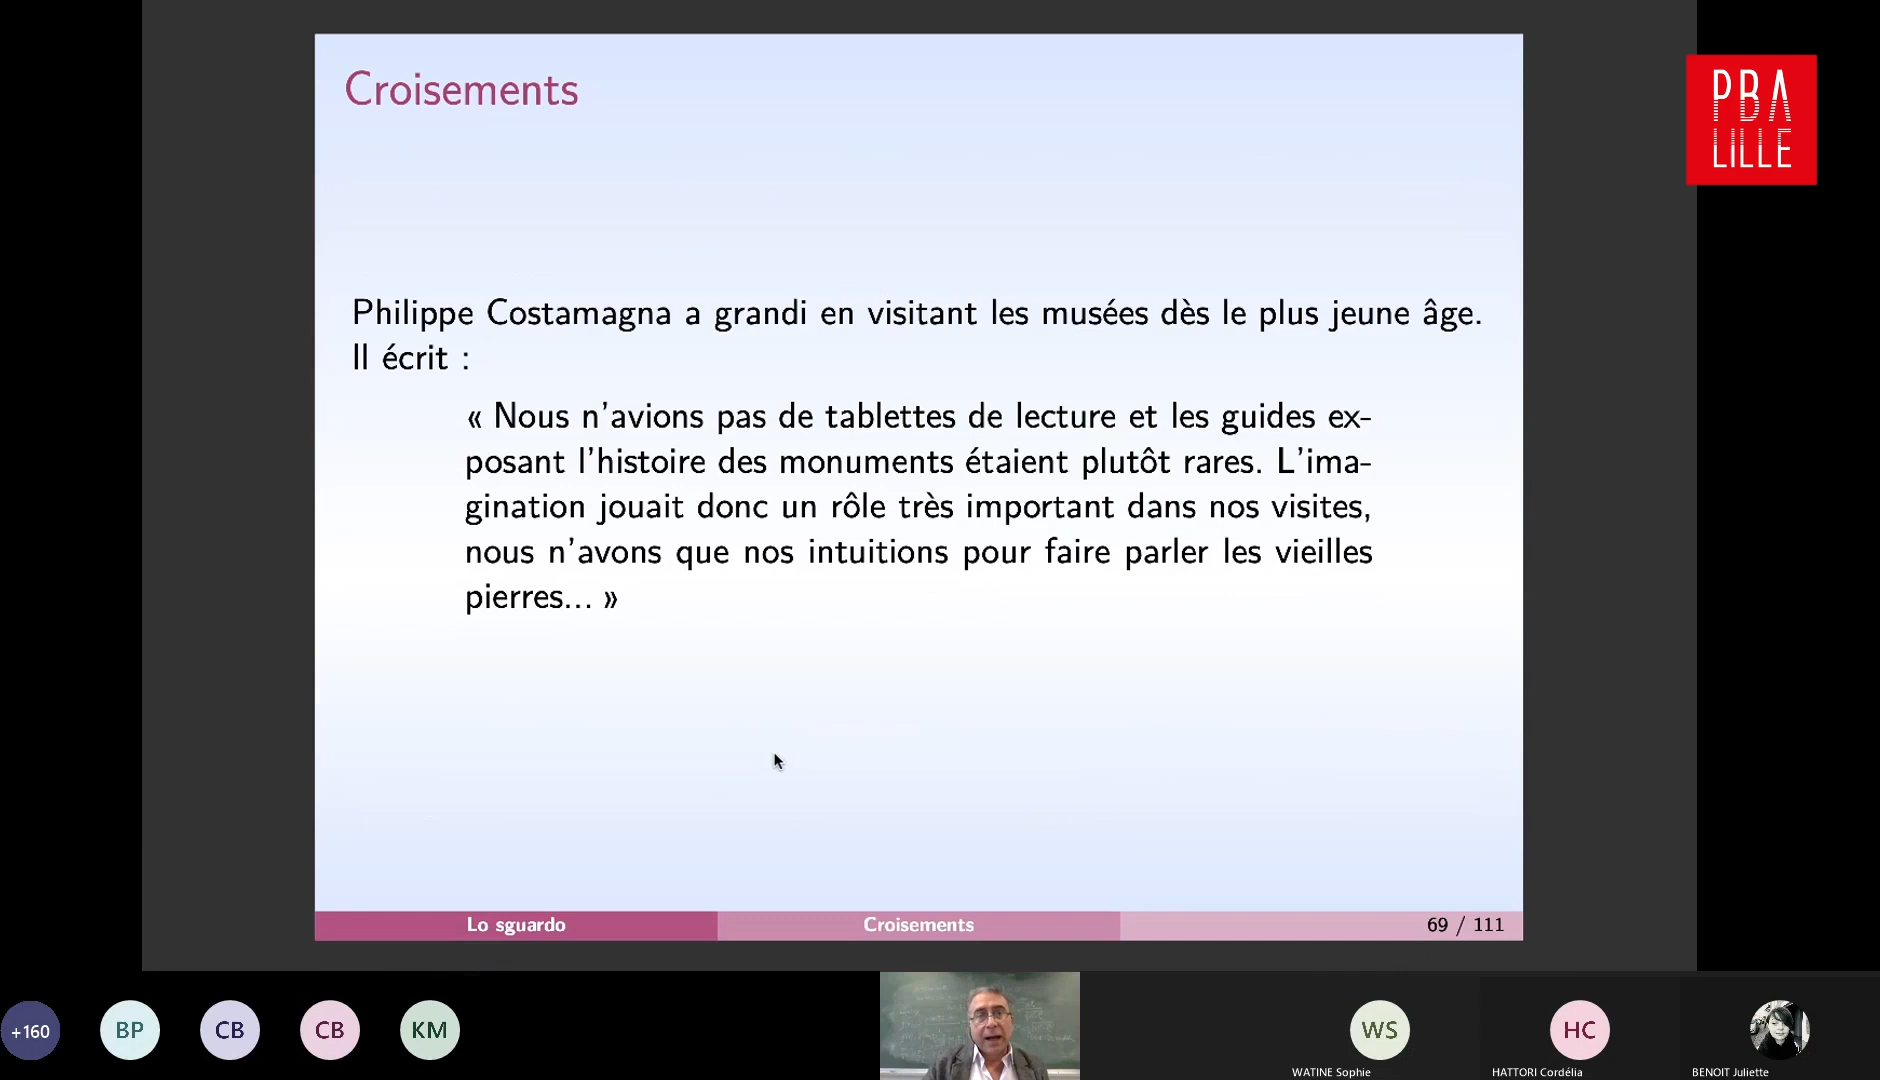 Croisements
PBA
LILLE
Philippe Costamagna a grandi en visitant les musées dès le plus jeune âge.
Il écrit :
« Nous n'avions pas de tablettes de lecture et les guides ex-
posant l'histoire des monuments étaient plutôt rares. L'ima-
gination jouait donc un rôle très important dans nos visites,
nous n'avons que nos intuitions pour faire parler les vieilles
pierres... »
Lo sguardo
Croisements
69 / 111
+160
BP
CB
CB
KM
WS
HC
WATINE Sophie
HATTORI Cordélia
BENOIT Juliette